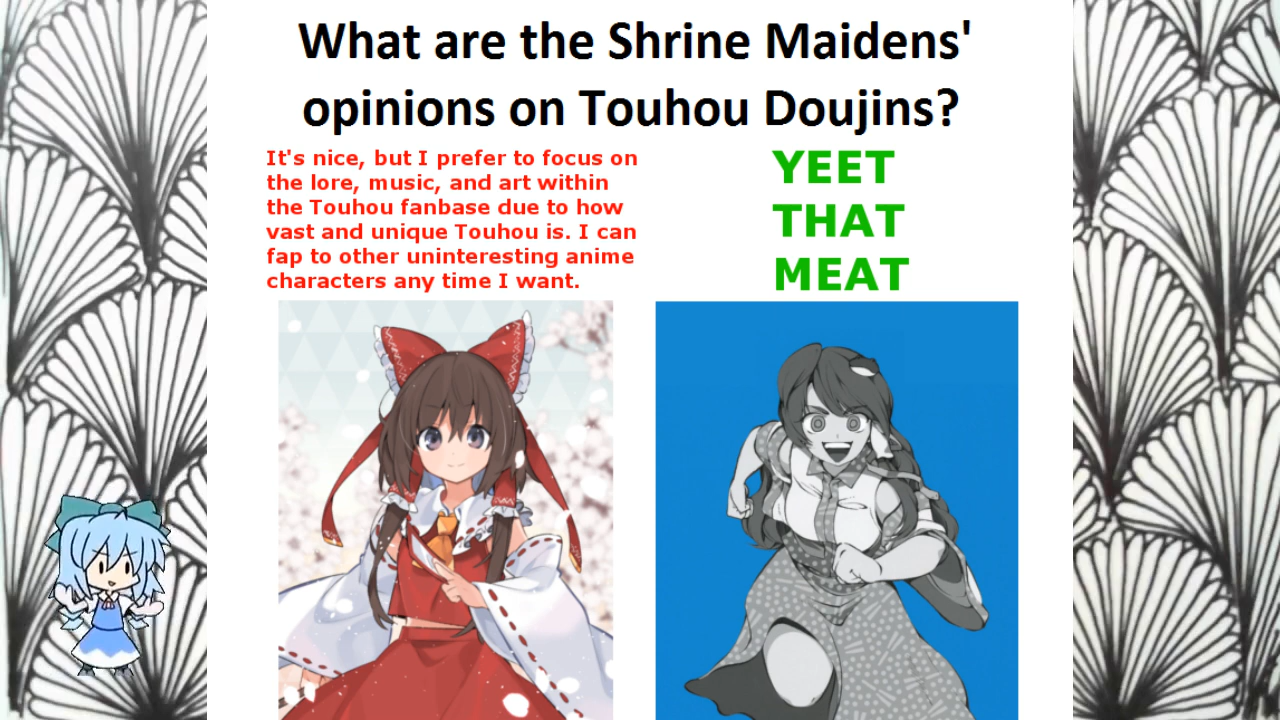 What are the Shrine Maidens'
opinions on Touhou Doujins?
It's nice, but I prefer to focus on
the lore, music, and art within
the Touhou fanbase due to how
vast and unique Touhou is. I can
fap to other uninteresting anime
characters any time I want.
YEET
THAT
MEAT